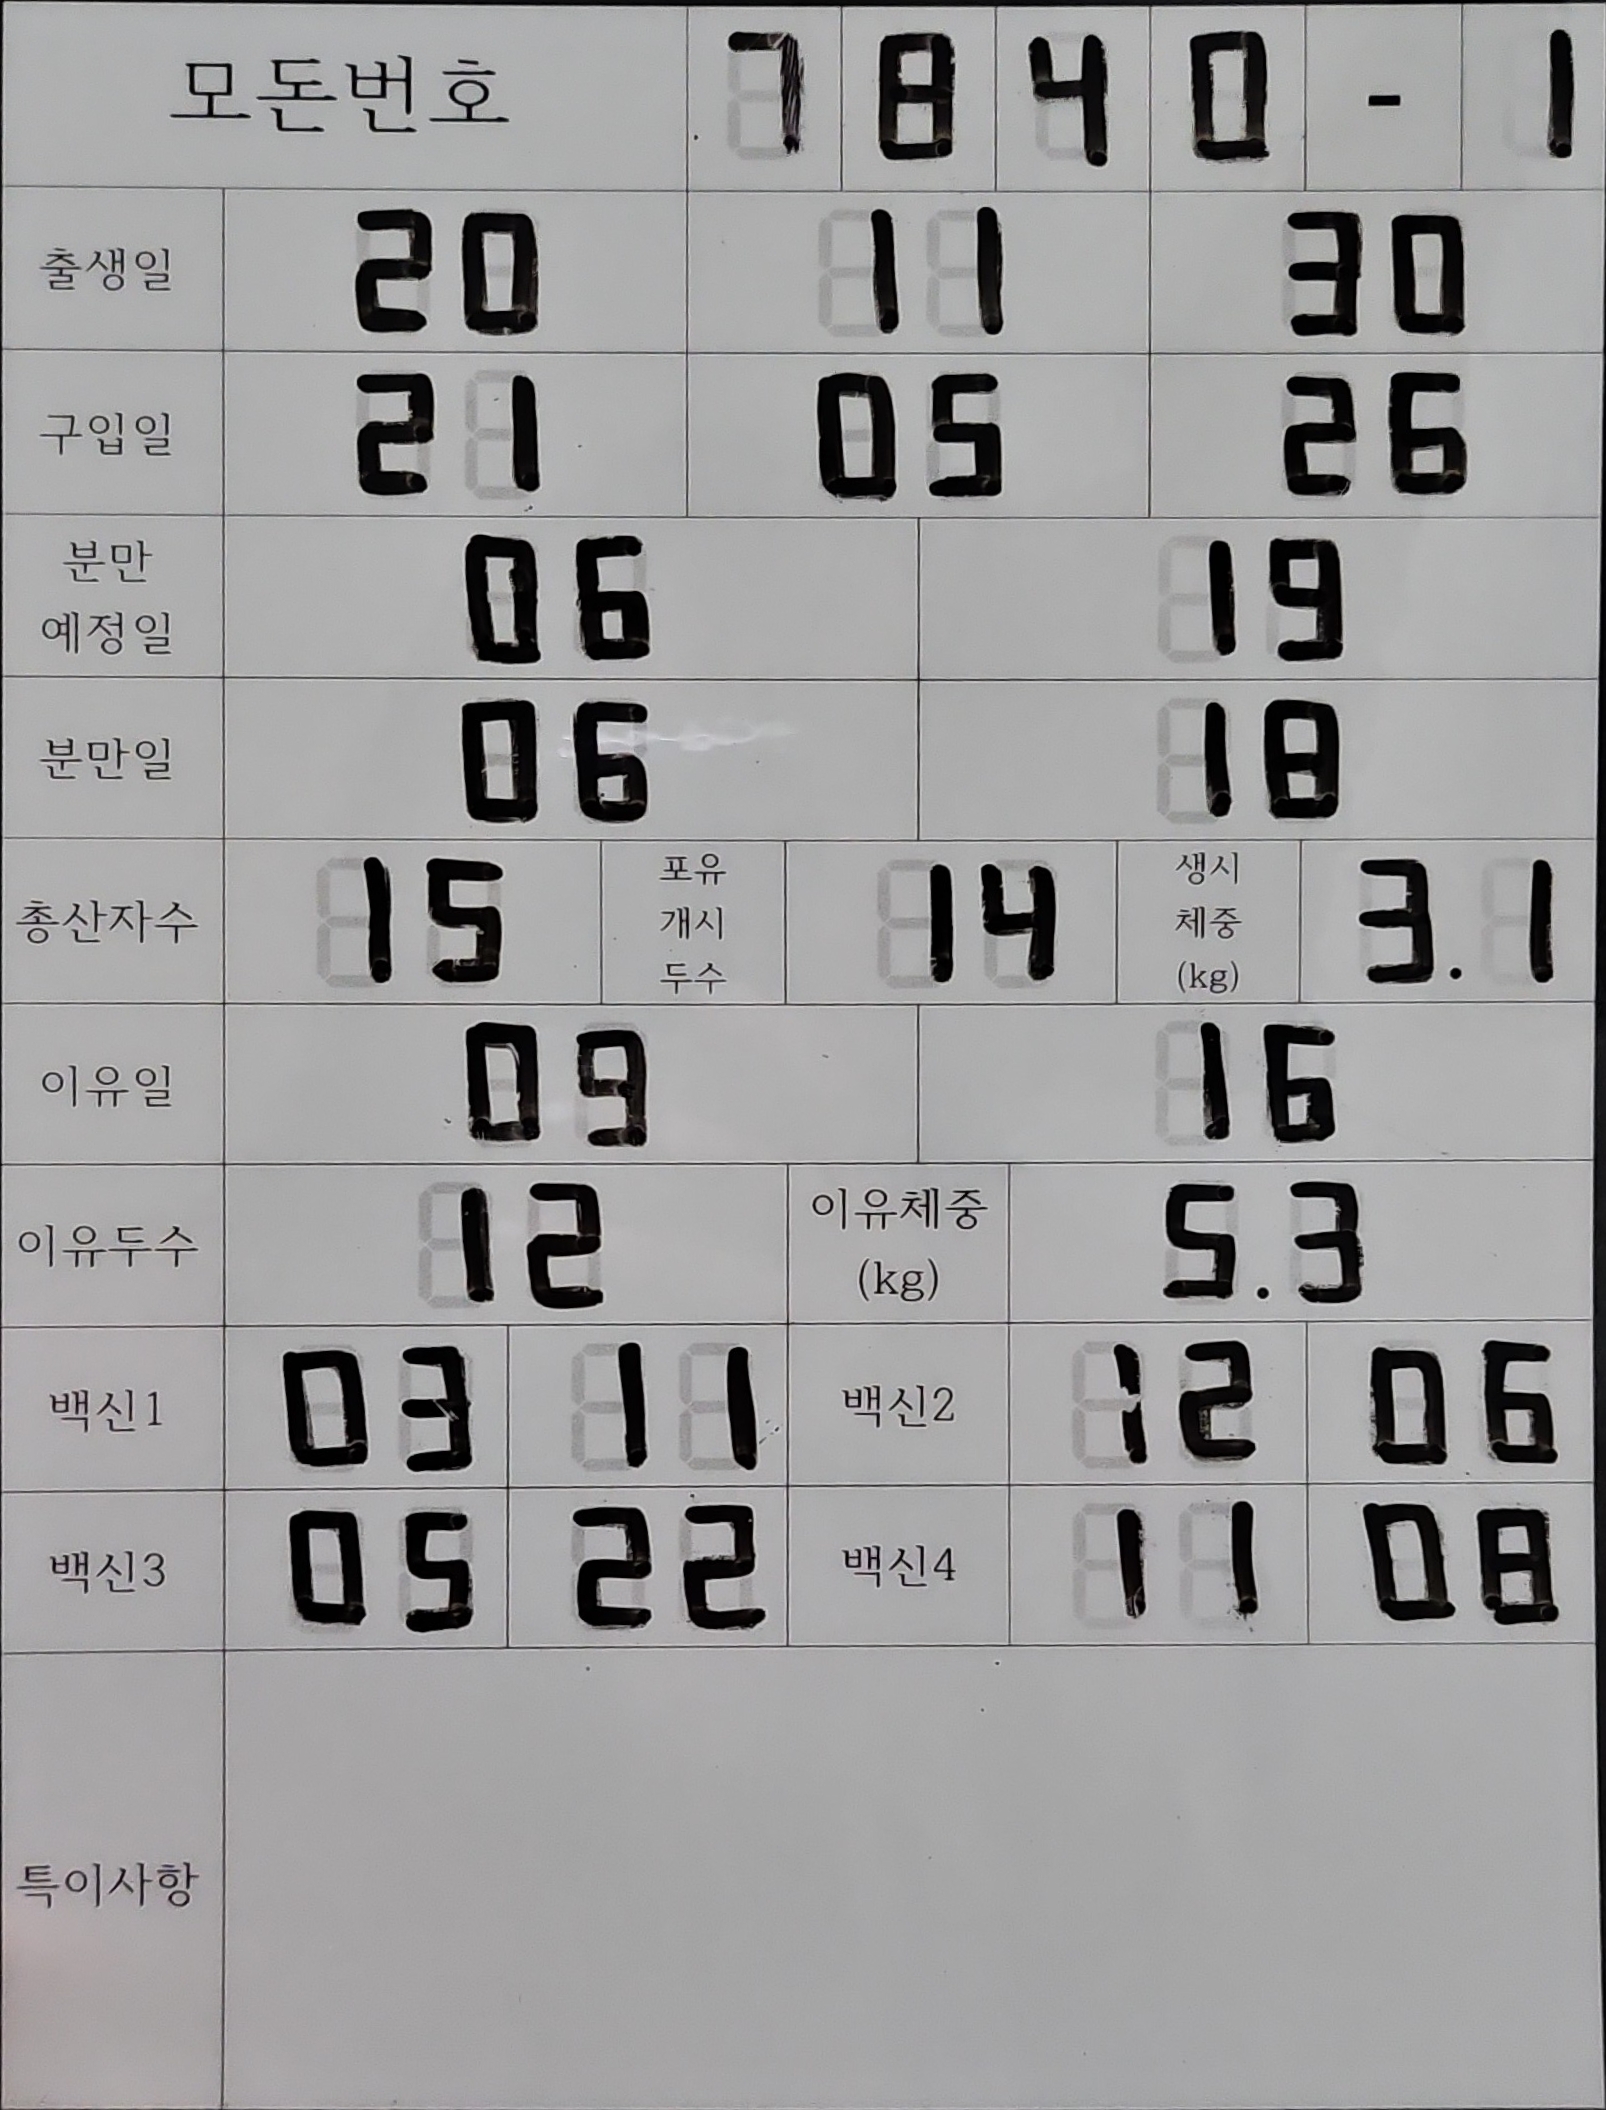 모돈번호 7 8 4 0 - 1
출생일 20 11 30
구입일 21 05 26
분만
예정일 06 19
분만일 06 18
총산자수 15 포유
개시
두수 14 생시
체중
(kg) 3.1
이유일 09 16
이유두수 12 이유체중
(kg) 5.3
백신1 03 11 백신2 12 06
백신3 05 22 백신4 11 08
특이사항